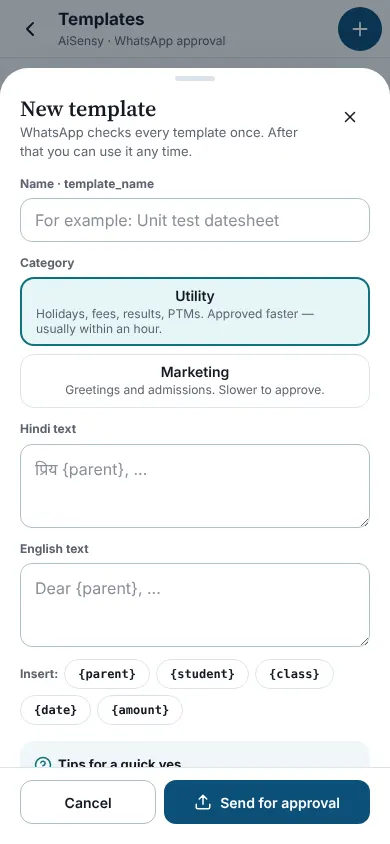 Templates
AiSensy · WhatsApp approval
New template
WhatsApp checks every template once. After
that you can use it any time.
Name · template_name
For example: Unit test datesheet
Category
Utility
Holidays, fees, results, PTMs. Approved faster —
usually within an hour.
Marketing
Greetings and admissions. Slower to approve.
Hindi text
प्रिय {parent}, ...
English text
Dear {parent}, ...
Insert: {parent} {student} {class}
{date} {amount}
Tips for a quick yes
Cancel Send for approval